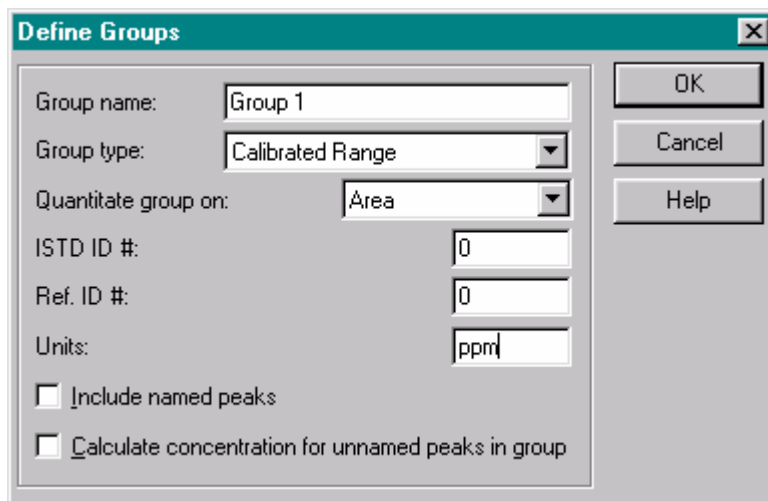 Define Groups
Group name: Group 1
Group type: Calibrated Range
Quantitate group on: Area
ISTD ID #: 0
Ref. ID #: 0
Units: ppm
Include named peaks
Calculate concentration for unnamed peaks in group
OK
Cancel
Help